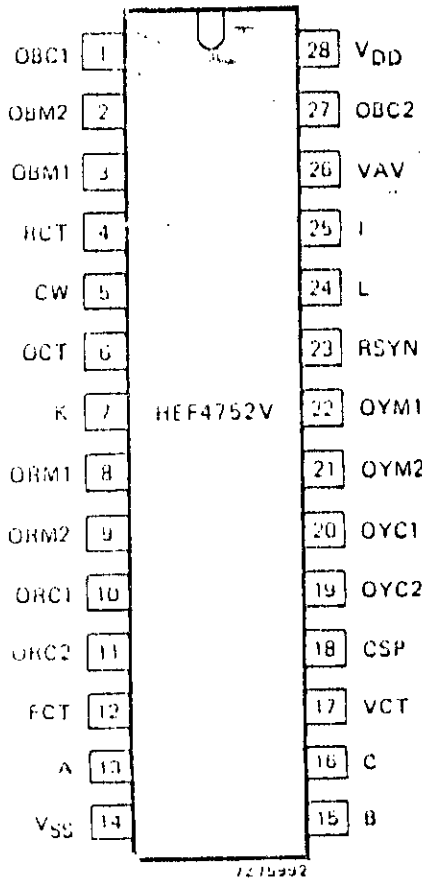 OBC1 1 28 VDD
OBM2 2 27 OBC2
OBM1 3 26 VAV
RCT 4 25 I
CW 5 24 L
OCT 6 23 RSYN
K 7 HEF4752V 22 OYM1
ORM1 8 21 OYM2
ORM2 9 20 OYC1
ORC1 10 19 OYC2
ORC2 11 18 CSP
FCT 12 17 VCT
A 13 16 C
VSS 14 15 B
7275992